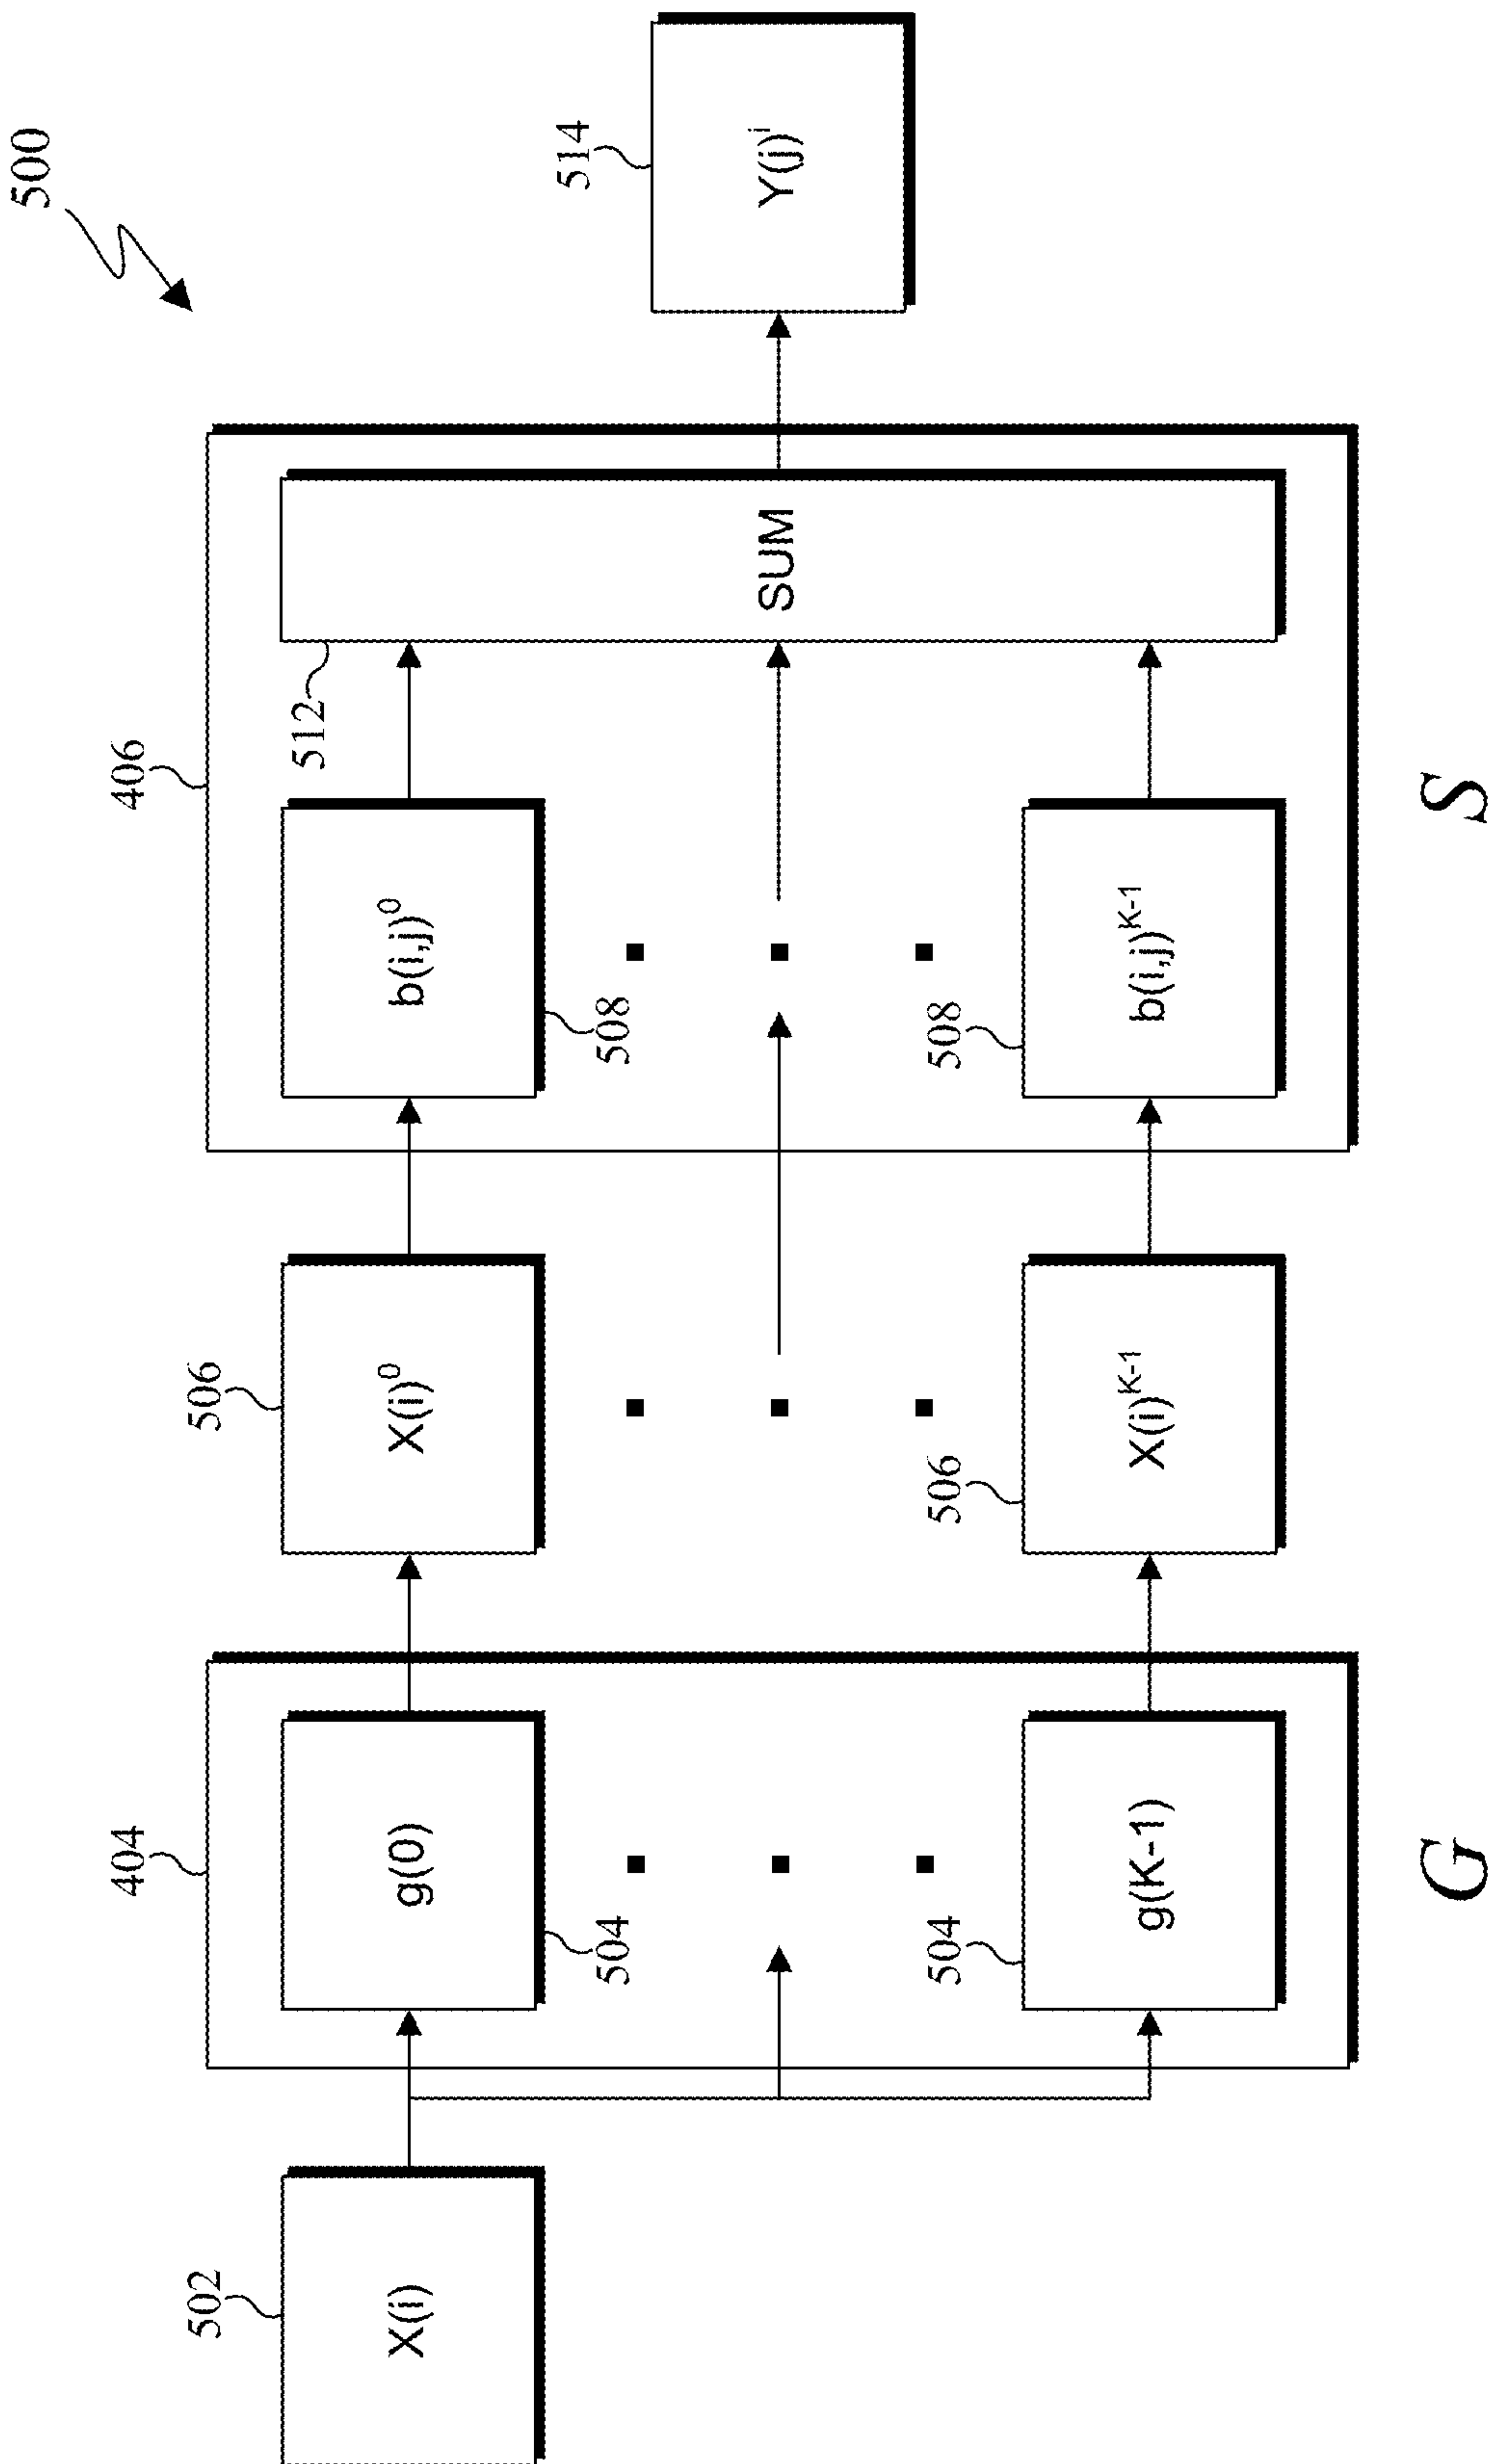 500
404
406
502
X(i)
g(0)
504
506
X(i)⁰
b(i,j)⁰
508
512
SUM
514
Y(j)ⁱ
504
g(K-1)
506
X(i)ᴷ⁻¹
508
b(i,j)ᴷ⁻¹
G
S